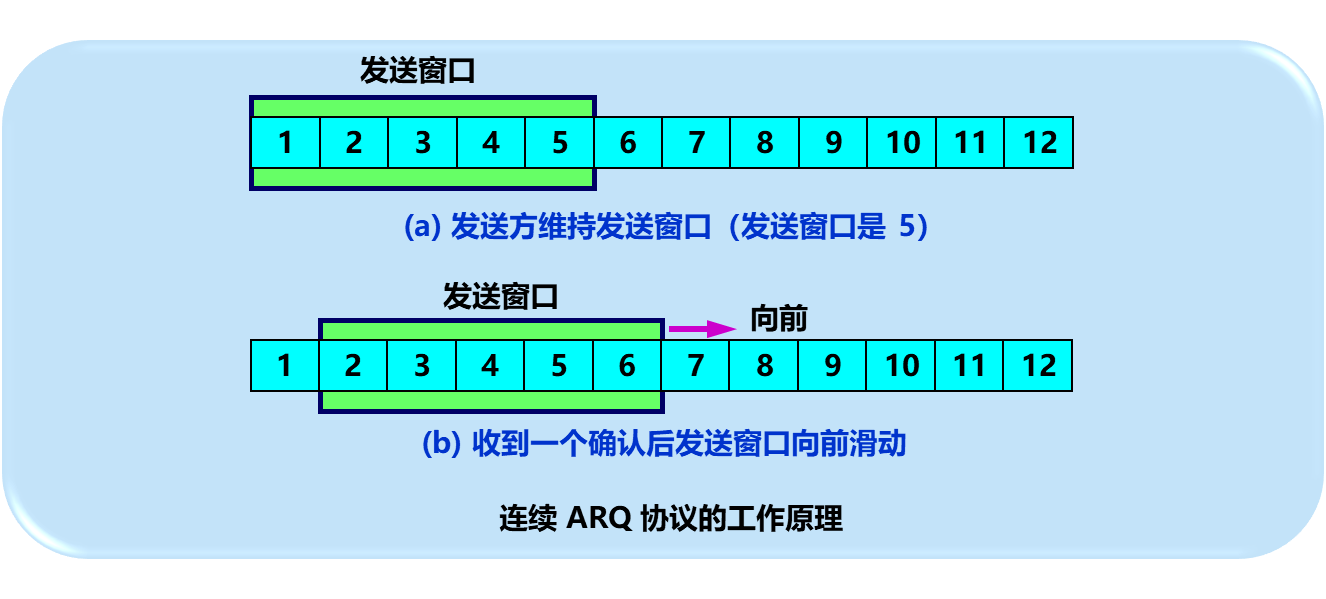 发送窗口
1 2 3 4 5 6 7 8 9 10 11 12
(a) 发送方维持发送窗口（发送窗口是 5）
发送窗口
向前
1 2 3 4 5 6 7 8 9 10 11 12
(b) 收到一个确认后发送窗口向前滑动
连续 ARQ 协议的工作原理